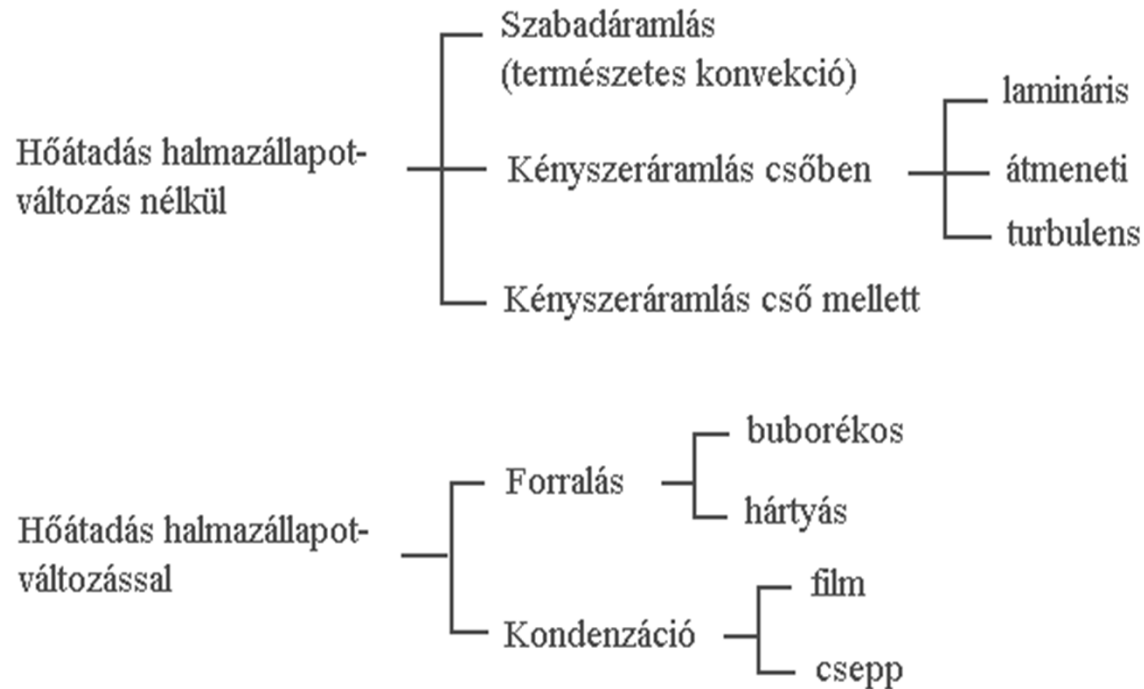 Szabadáramlás
(természetes konvekció)
lamináris
Hőátadás halmazállapot-
változás nélkül
Kényszeráramlás csőben
átmeneti
turbulens
Kényszeráramlás cső mellett
buborékos
Forralás
hártyás
Hőátadás halmazállapot-
változással
film
Kondenzáció
csepp